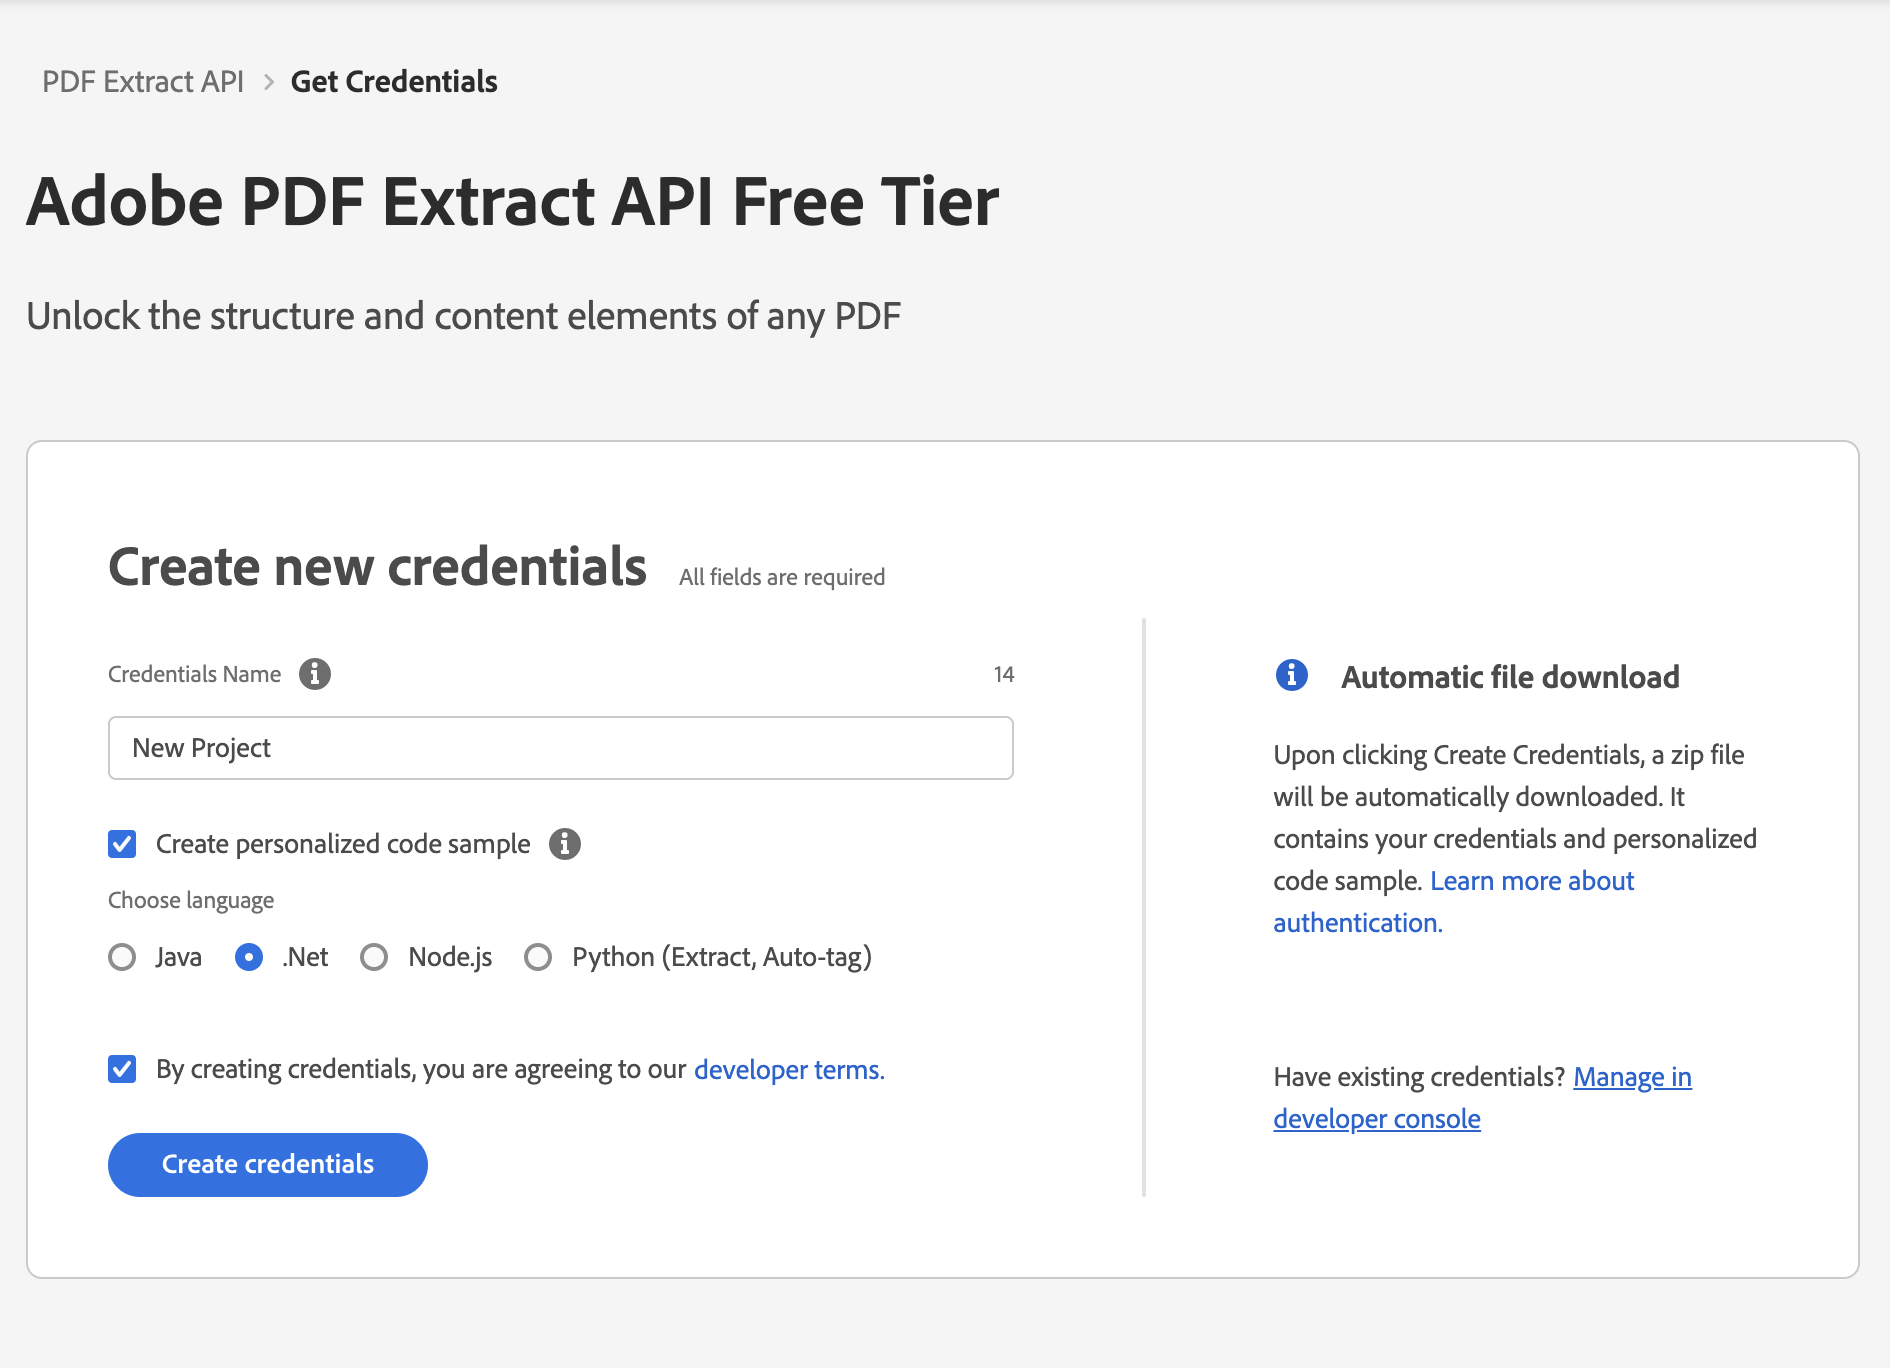 PDF Extract API > Get Credentials
Adobe PDF Extract API Free Tier
Unlock the structure and content elements of any PDF
Create new credentials All fields are required
Credentials Name 14
New Project
Create personalized code sample
Choose language
Java .Net Node.js Python (Extract, Auto-tag)
By creating credentials, you are agreeing to our developer terms.
Create credentials
Automatic file download
Upon clicking Create Credentials, a zip file
will be automatically downloaded. It
contains your credentials and personalized
code sample. Learn more about
authentication.
Have existing credentials? Manage in
developer console